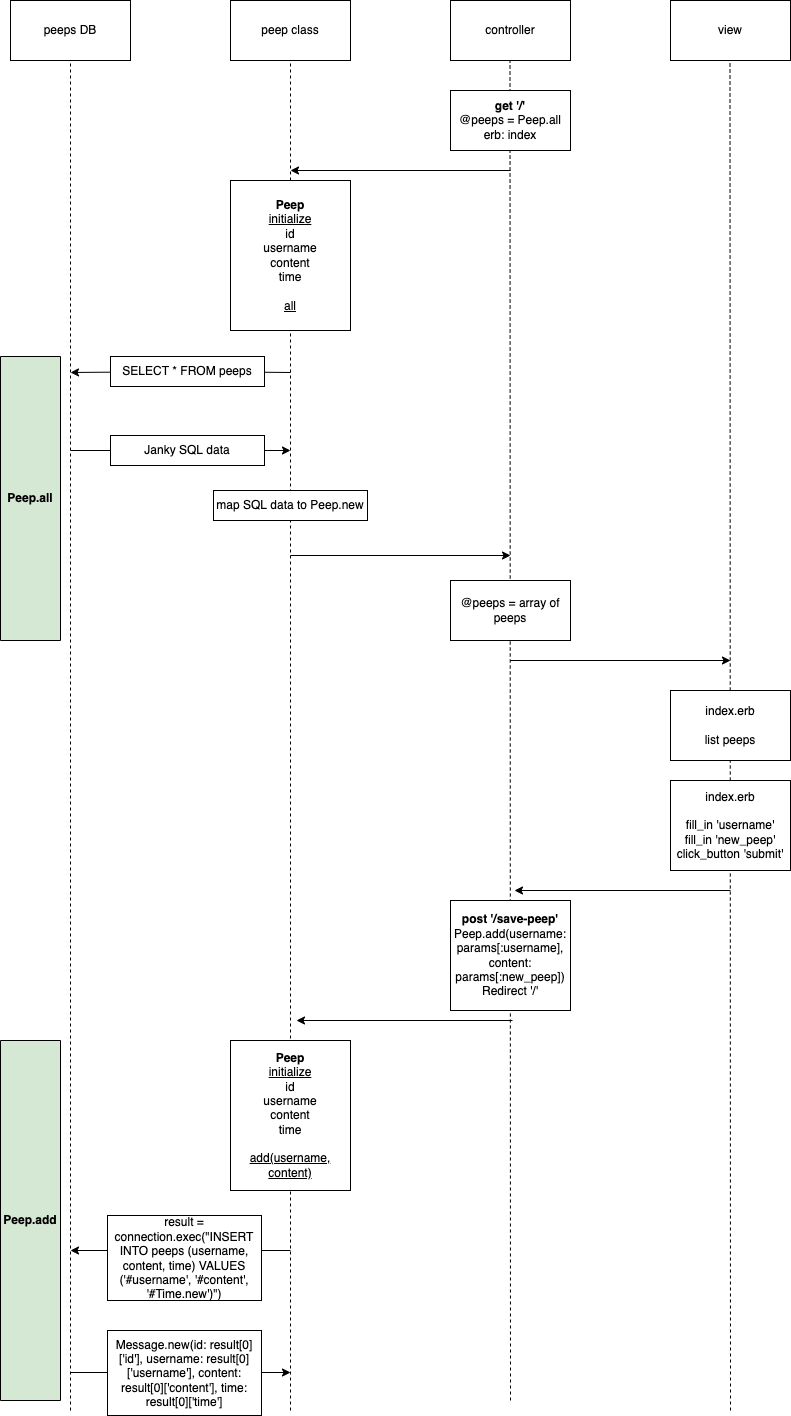 peeps DB
peep class
controller
view
get '/'
@peeps = Peep.all
erb: index
Peep
initialize
id
username
content
time
all
SELECT * FROM peeps
Janky SQL data
Peep.all
map SQL data to Peep.new
@peeps = array of
peeps
index.erb
list peeps
index.erb
fill_in 'username'
fill_in 'new_peep'
click_button 'submit'
post '/save-peep'
Peep.add(username:
params[:username],
content:
params[:new_peep])
Redirect '/'
Peep
initialize
id
username
content
time
add(username,
content)
Peep.add
result =
connection.exec("INSERT
INTO peeps (username,
content, time) VALUES
('#username', '#content',
'#Time.new')")
Message.new(id: result[0]
['id'], username: result[0]
['username'], content:
result[0]['content'], time:
result[0]['time']